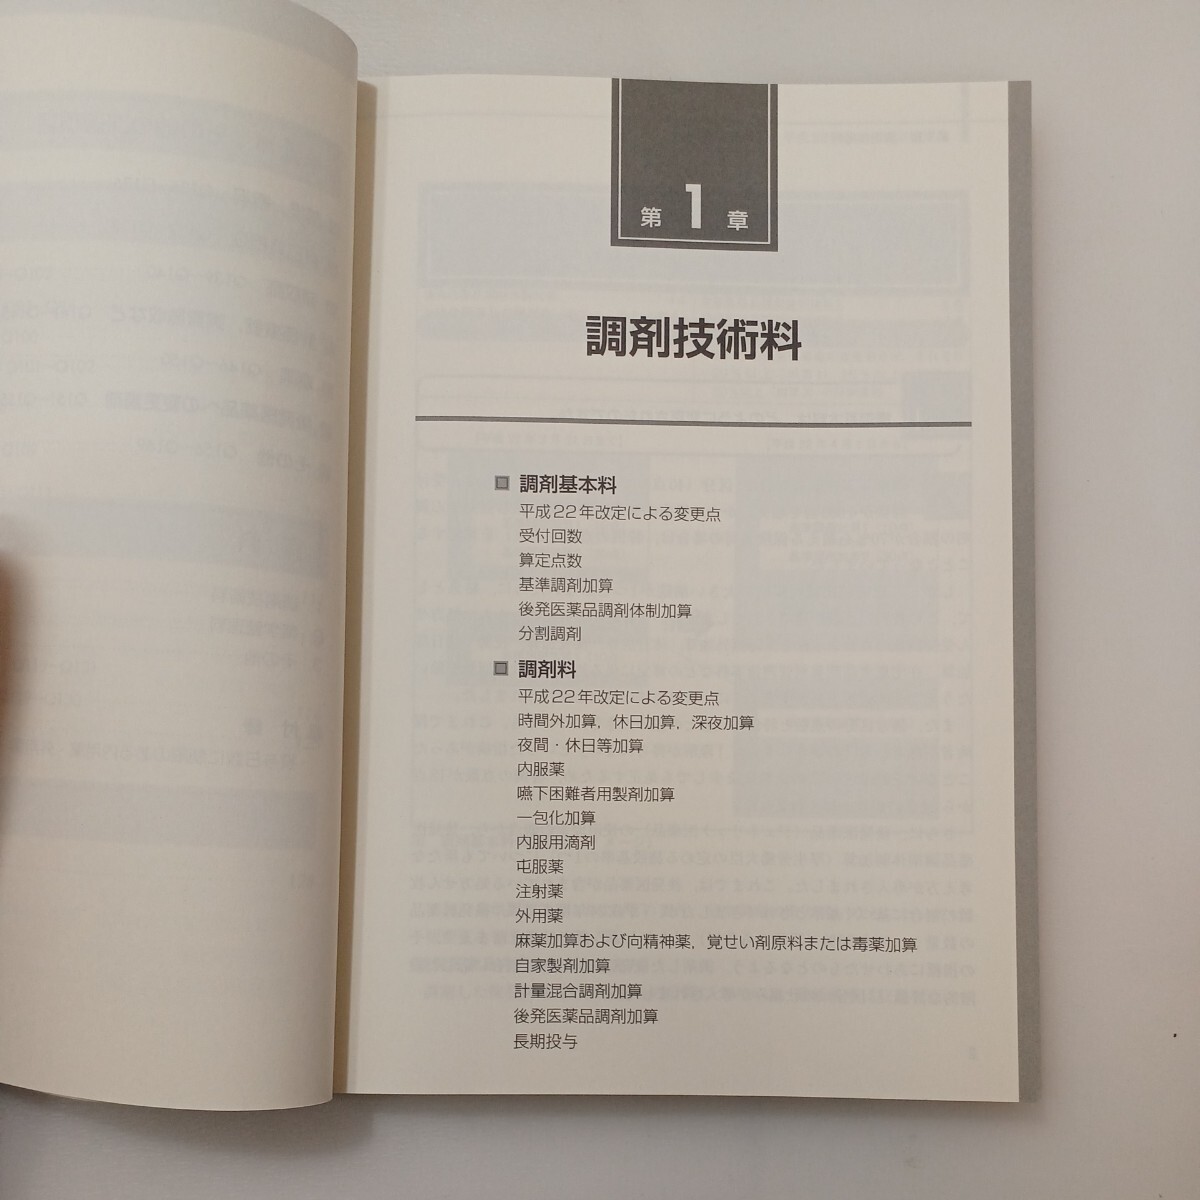 第1章
調剤技術料
調剤基本料
平成22年改定による変更点
受付回数
算定点数
基準調剤加算
後発医薬品調剤体制加算
分割調剤
調剤料
平成22年改定による変更点
時間外加算，休日加算，深夜加算
夜間・休日等加算
内服薬
嚥下困難者用製剤加算
一包化加算
内服用滴剤
屯服薬
注射薬
外用薬
麻薬加算および向精神薬，覚せい剤原料または毒薬加算
自家製剤加算
計量混合調剤加算
後発医薬品調剤加算
長期投与